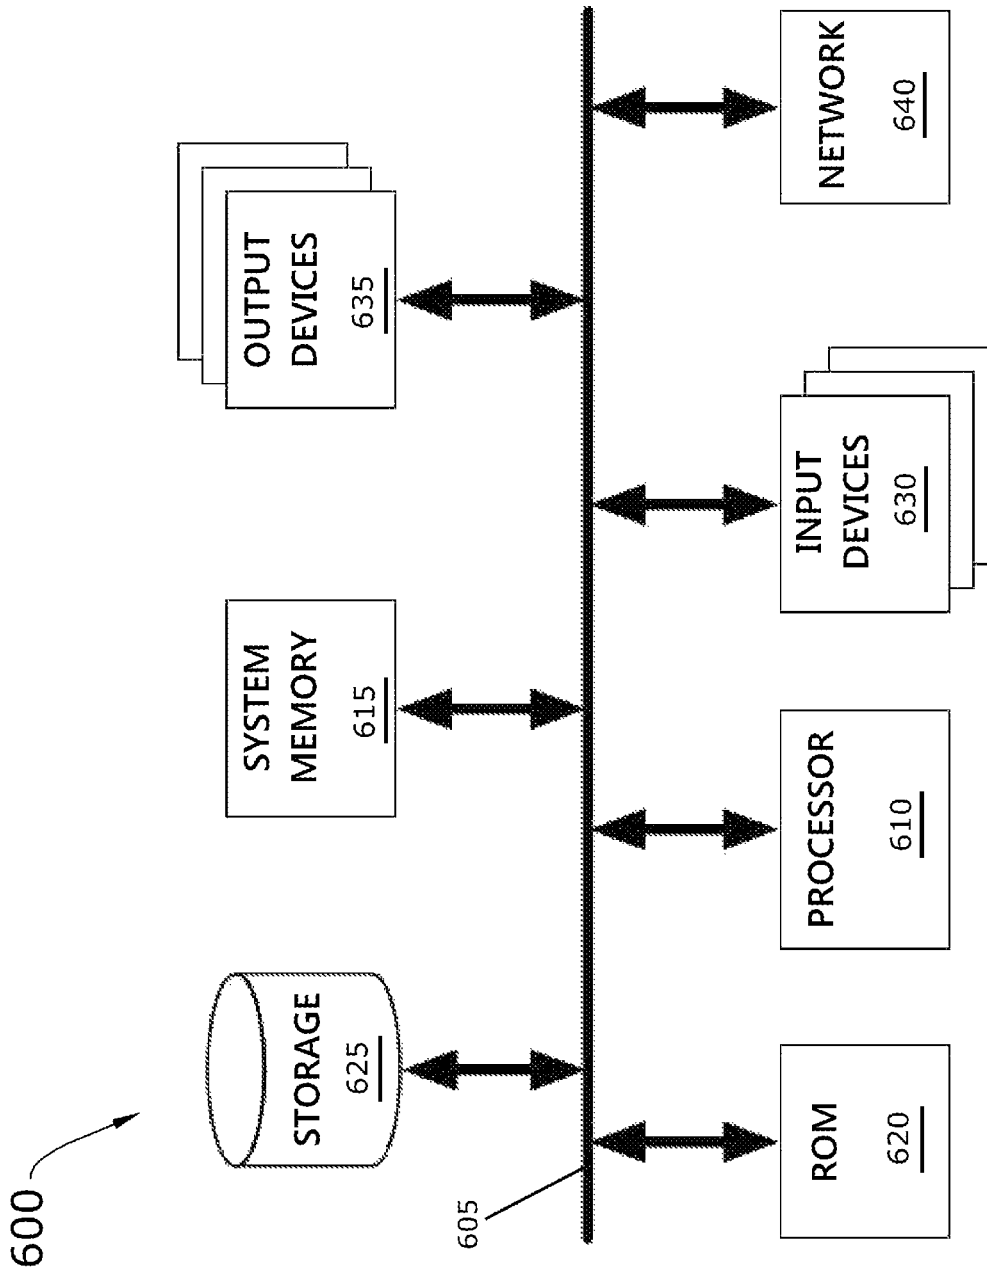 600
STORAGE
625
SYSTEM
MEMORY
615
OUTPUT
DEVICES
635
605
ROM
620
PROCESSOR
610
INPUT
DEVICES
630
NETWORK
640